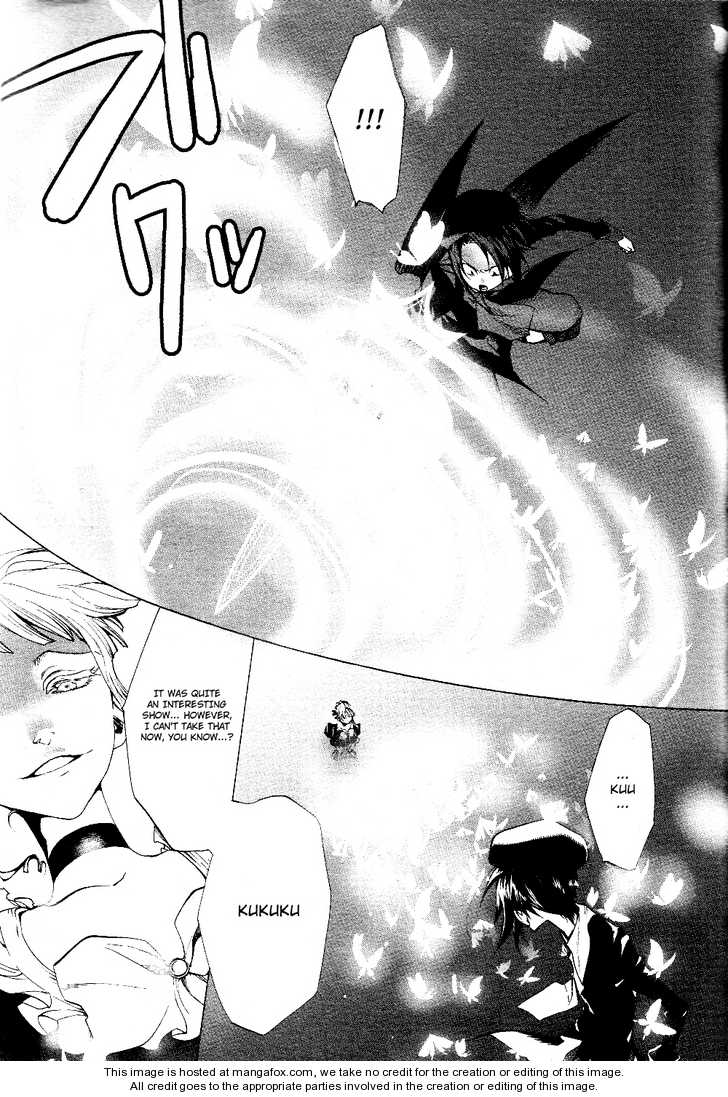 !!!
ブワッ
...
KUU
...
IT WAS QUITE
AN INTERESTING
SHOW... HOWEVER,
I CAN'T TAKE THAT
NOW, YOU KNOW...?
KUKUKU
This image is hosted at mangafox.com, we take no credit for the creation or editing of this image.
All credit goes to the appropriate parties involved in the creation or editing of this image.